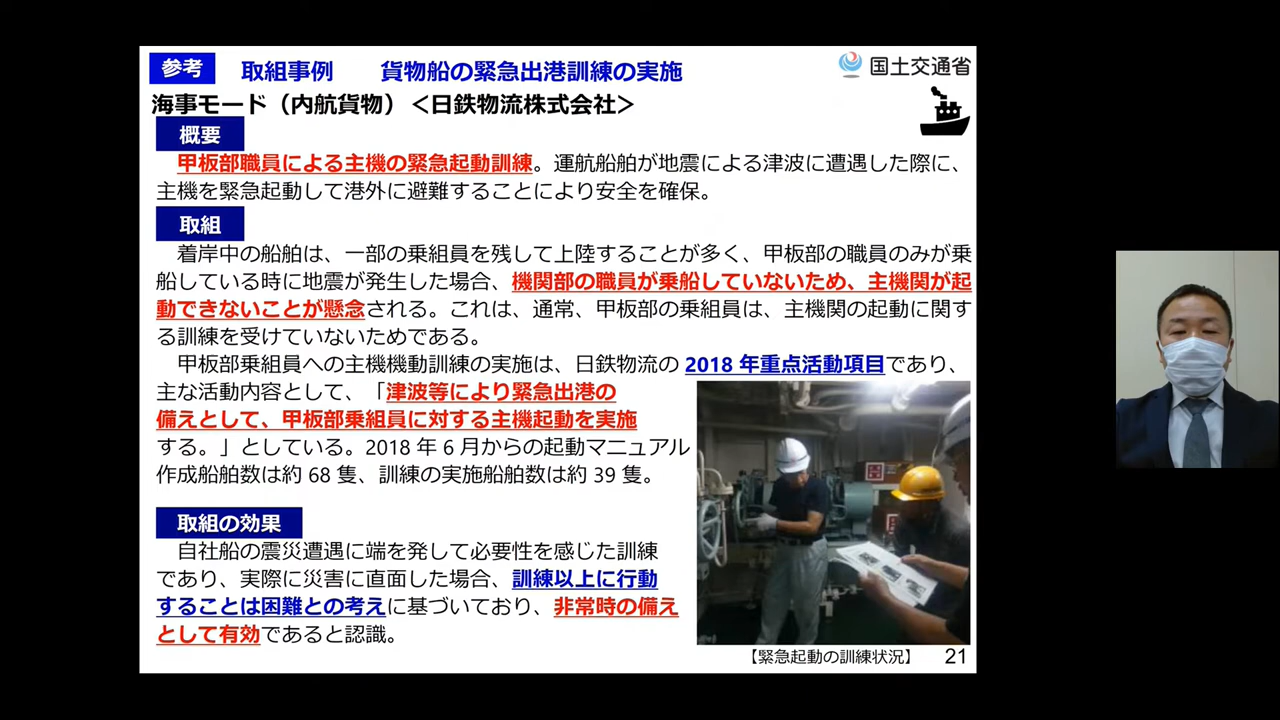 参考 取組事例 貨物船の緊急出港訓練の実施
国土交通省
海事モード（内航貨物）＜日鉄物流株式会社＞
概要
甲板部職員による主機の緊急起動訓練。運航船舶が地震による津波に遭遇した際に、
主機を緊急起動して港外に避難することにより安全を確保。
取組
着岸中の船舶は、一部の乗組員を残して上陸することが多く、甲板部の職員のみが乗
船している時に地震が発生した場合、機関部の職員が乗船していないため、主機関が起
動できないことが懸念される。これは、通常、甲板部の乗組員は、主機関の起動に関す
る訓練を受けていないためである。
甲板部乗組員への主機機動訓練の実施は、日鉄物流の 2018 年重点活動項目であり、
主な活動内容として、「津波等により緊急出港の
備えとして、甲板部乗組員に対する主機起動を実施
する。」としている。2018 年 6 月からの起動マニュアル
作成船舶数は約 68 隻、訓練の実施船舶数は約 39 隻。
取組の効果
自社船の震災遭遇に端を発して必要性を感じた訓練
であり、実際に災害に直面した場合、訓練以上に行動
することは困難との考えに基づいており、非常時の備え
として有効であると認識。
【緊急起動の訓練状況】 21